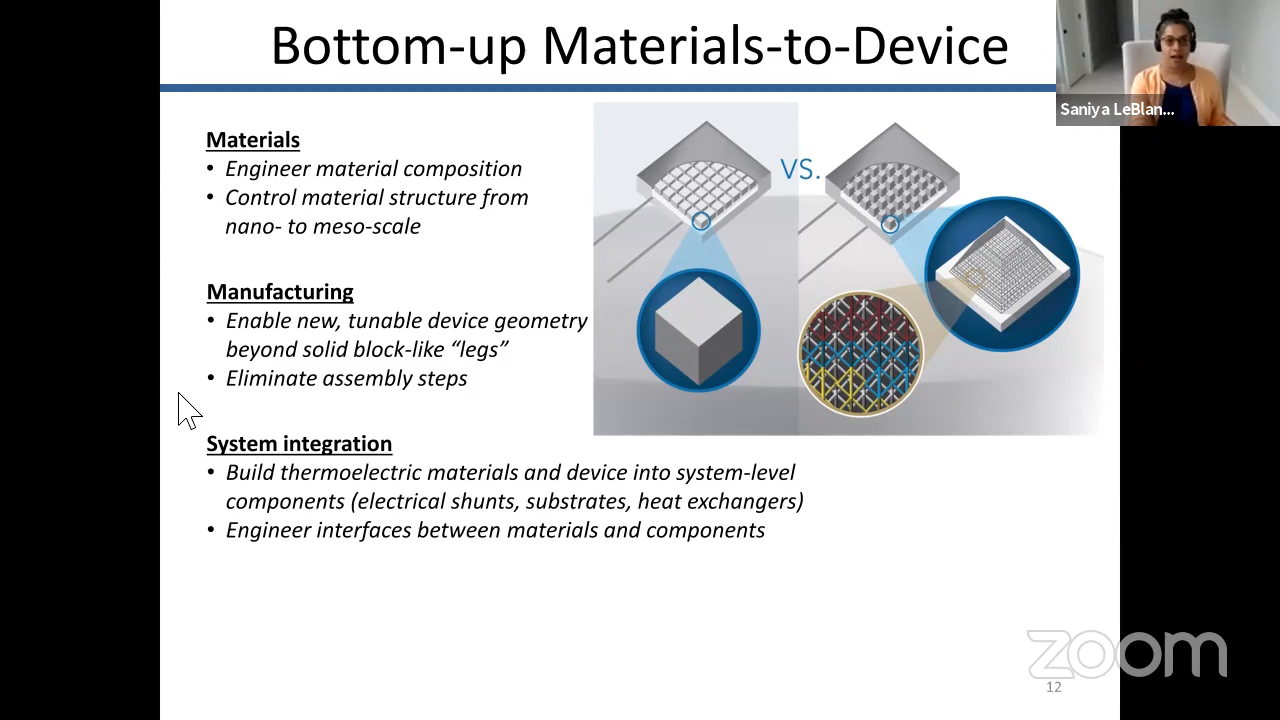 Bottom-up Materials-to-Device
Saniya LeBlan...
Materials
• Engineer material composition
• Control material structure from
nano- to meso-scale
VS.
Manufacturing
• Enable new, tunable device geometry
beyond solid block-like “legs”
• Eliminate assembly steps
System integration
• Build thermoelectric materials and device into system-level
components (electrical shunts, substrates, heat exchangers)
• Engineer interfaces between materials and components
zoom
12